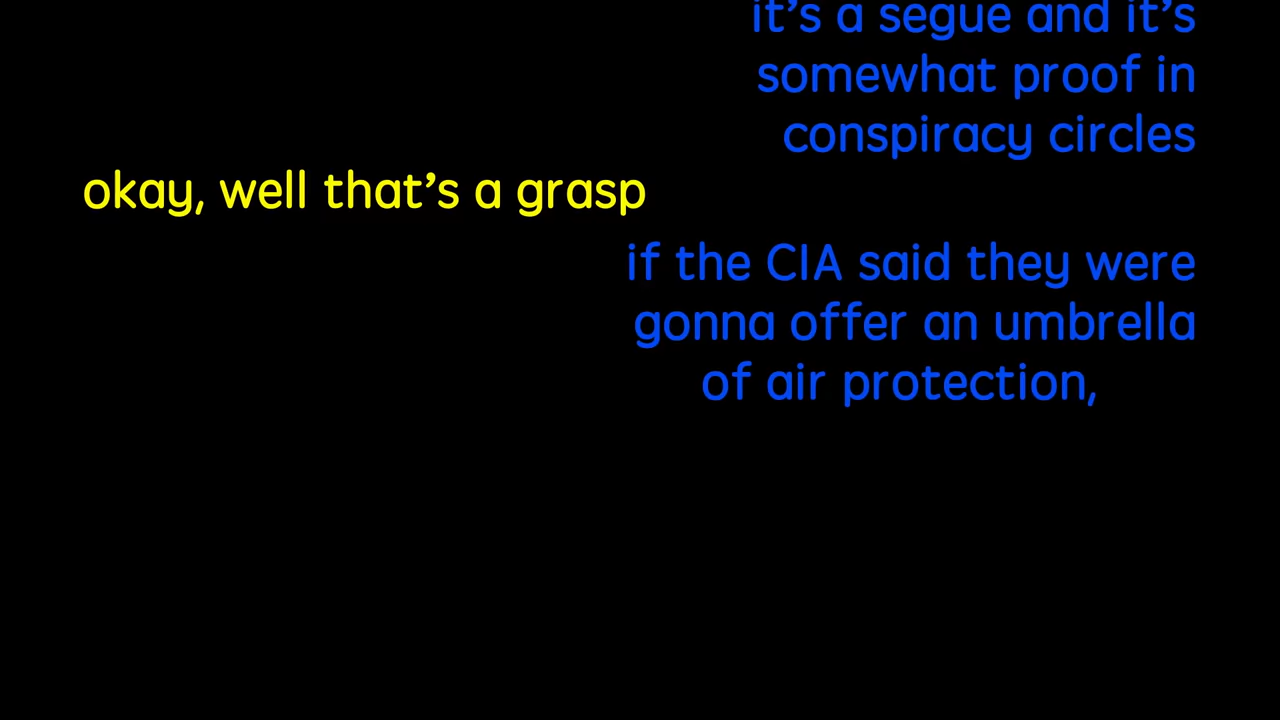 it’s a segue and it’s
somewhat proof in
conspiracy circles
okay, well that’s a grasp
if the CIA said they were
gonna offer an umbrella
of air protection,